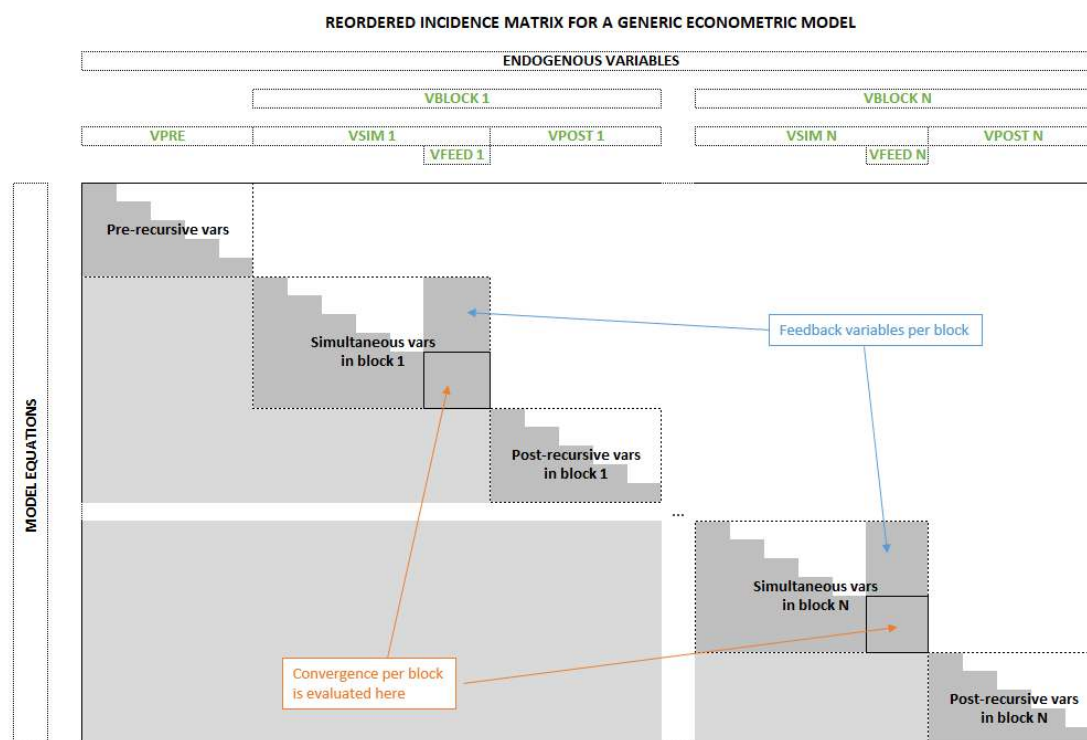 REORDERED INCIDENCE MATRIX FOR A GENERIC ECONOMETRIC MODEL
ENDOGENOUS VARIABLES
VBLOCK 1
VBLOCK N
VPRE
VSIM 1
VPOST 1
VSIM N
VPOST N
VFEED 1
VFEED N
MODEL EQUATIONS
Pre-recursive vars
Simultaneous vars
in block 1
Feedback variables per block
Post-recursive vars
in block 1
...
Simultaneous vars
in block N
Convergence per block
is evaluated here
Post-recursive vars
in block N